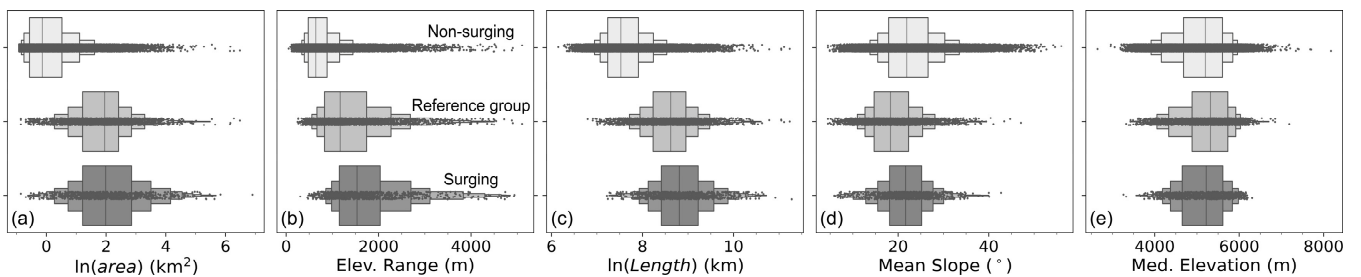 Non-surging
Reference group
Surging
(a) (b) (c) (d) (e)
0 2 4 6 0 2000 4000 6 8 10 20 40 4000 6000 8000
ln(area) (km²) Elev. Range (m) ln(Length) (km) Mean Slope (°) Med. Elevation (m)